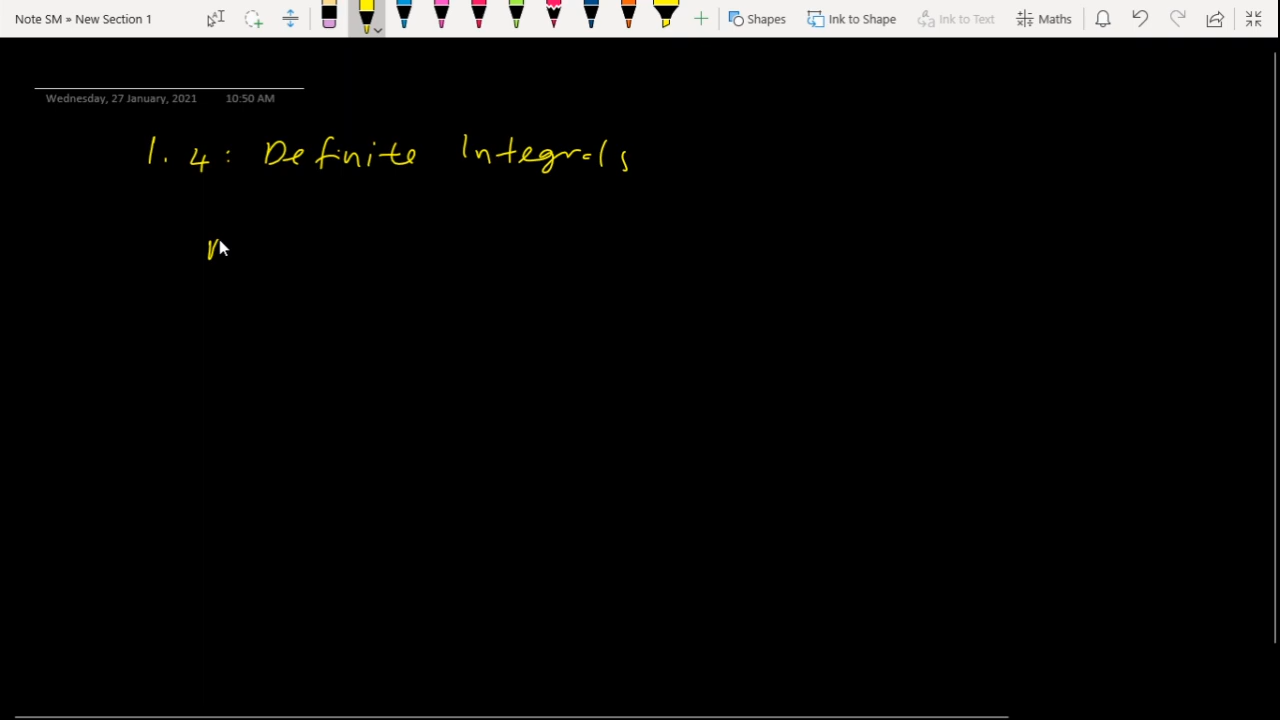 Note SM » New Section 1
Shapes
Ink to Shape
Ink to Text
Maths
Wednesday, 27 January, 2021 10:50 AM
1.4: Definite Integrals